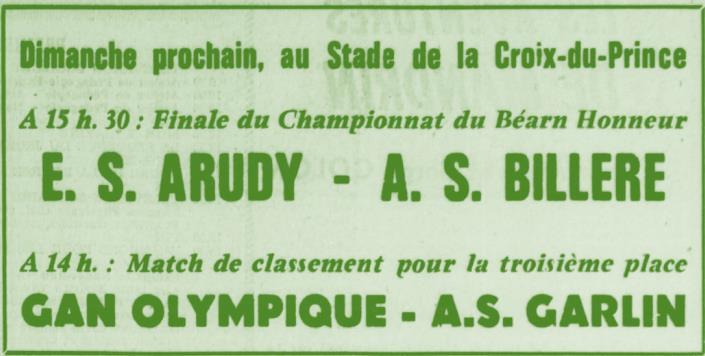 Dimanche prochain, au Stade de la Croix-du-Prince
A 15 h. 30 : Finale du Championnat du Béarn Honneur
E. S. ARUDY - A. S. BILLERE
A 14 h. : Match de classement pour la troisième place
GAN OLYMPIQUE - A.S. GARLIN